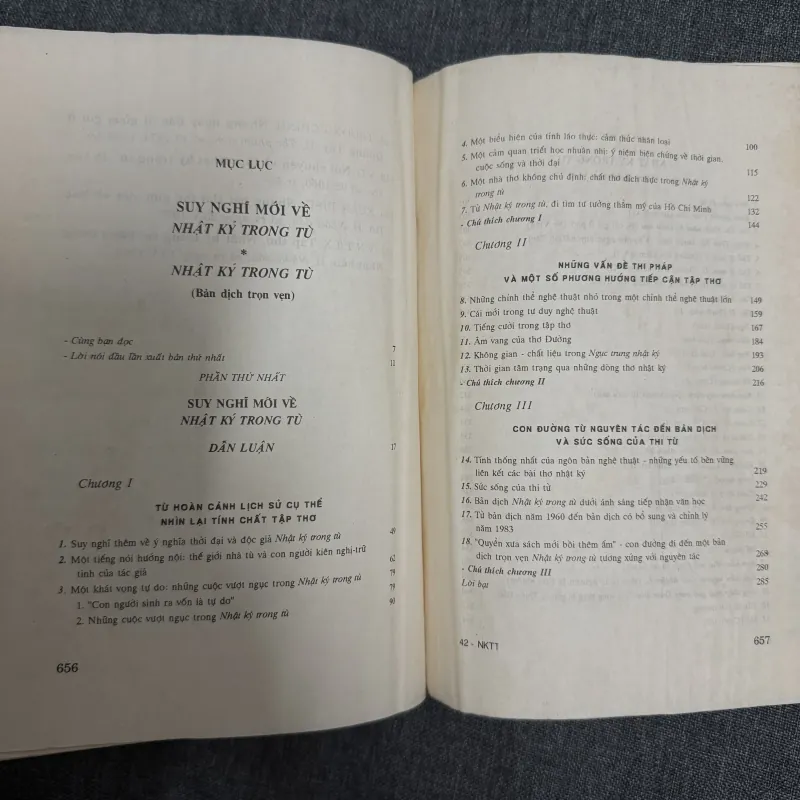 MỤC LỤC
SUY NGHĨ MỚI VỀ
NHẬT KÝ TRONG TÙ
*
NHẬT KÝ TRONG TÙ
(Bản dịch trọn vẹn)
- Cùng bạn đọc 7
- Lời nói đầu lần xuất bản thứ nhất 11
PHẦN THỨ NHẤT
SUY NGHĨ MỚI VỀ
NHẬT KÝ TRONG TÙ
DẪN LUẬN 17
Chương I
TỪ HOÀN CẢNH LỊCH SỬ CỤ THỂ
NHÌN LẠI TÍNH CHẤT TẬP THƠ
1. Suy nghĩ thêm về ý nghĩa thời đại và độc giả Nhật ký trong tù 49
2. Một tiếng nói hướng nội: thế giới nhà tù và con người kiên nghị-trữ
tình của tác giả 62
3. Một khát vọng tự do: những cuộc vượt ngục trong Nhật ký trong tù 79
1. "Con người sinh ra vốn là tự do" 79
2. Những cuộc vượt ngục trong Nhật ký trong tù 90
656
4. Một biểu hiện của tính lão thực: cảm thức nhân loại 100
5. Một cảm quan triết học nhuần nhị: ý niệm biện chứng về thời gian,
cuộc sống và thời đại 115
6. Một nhà thơ không chủ định: chất thơ đích thực trong Nhật ký
trong tù 122
7. Từ Nhật ký trong tù, đi tìm tư tưởng thẩm mỹ của Hồ Chí Minh 132
- Chú thích chương I 144
Chương II
NHỮNG VẤN ĐỀ THI PHÁP
VÀ MỘT SỐ PHƯƠNG HƯỚNG TIẾP CẬN TẬP THƠ
8. Những chỉnh thể nghệ thuật nhỏ trong một chỉnh thể nghệ thuật lớn 149
9. Cái mới trong tư duy nghệ thuật 159
10. Tiếng cười trong tập thơ 167
11. Âm vang của thơ Đường 184
12. Không gian - chất liệu trong Ngục trung nhật ký 193
13. Thời gian tâm trạng qua những dòng thơ nhật ký 206
- Chú thích chương II 216
Chương III
CON ĐƯỜNG TỪ NGUYÊN TÁC ĐẾN BẢN DỊCH
VÀ SỨC SỐNG CỦA THI TỪ
14. Tính thống nhất của ngôn bản nghệ thuật - những yếu tố bền vững
liên kết các bài thơ nhật ký 219
15. Sức sống của thi từ 229
16. Bản dịch Nhật ký trong tù dưới ánh sáng tiếp nhận văn học 242
17. Từ bản dịch năm 1960 đến bản dịch có bổ sung và chỉnh lý
năm 1983 255
18. "Quyển xưa sách mới bồi thêm ấm" - con đường đi đến một bản
dịch trọn vẹn Nhật ký trong tù tương xứng với nguyên tác 268
- Chú thích chương III 280
Lời bạt 285
42 - NKTT 657